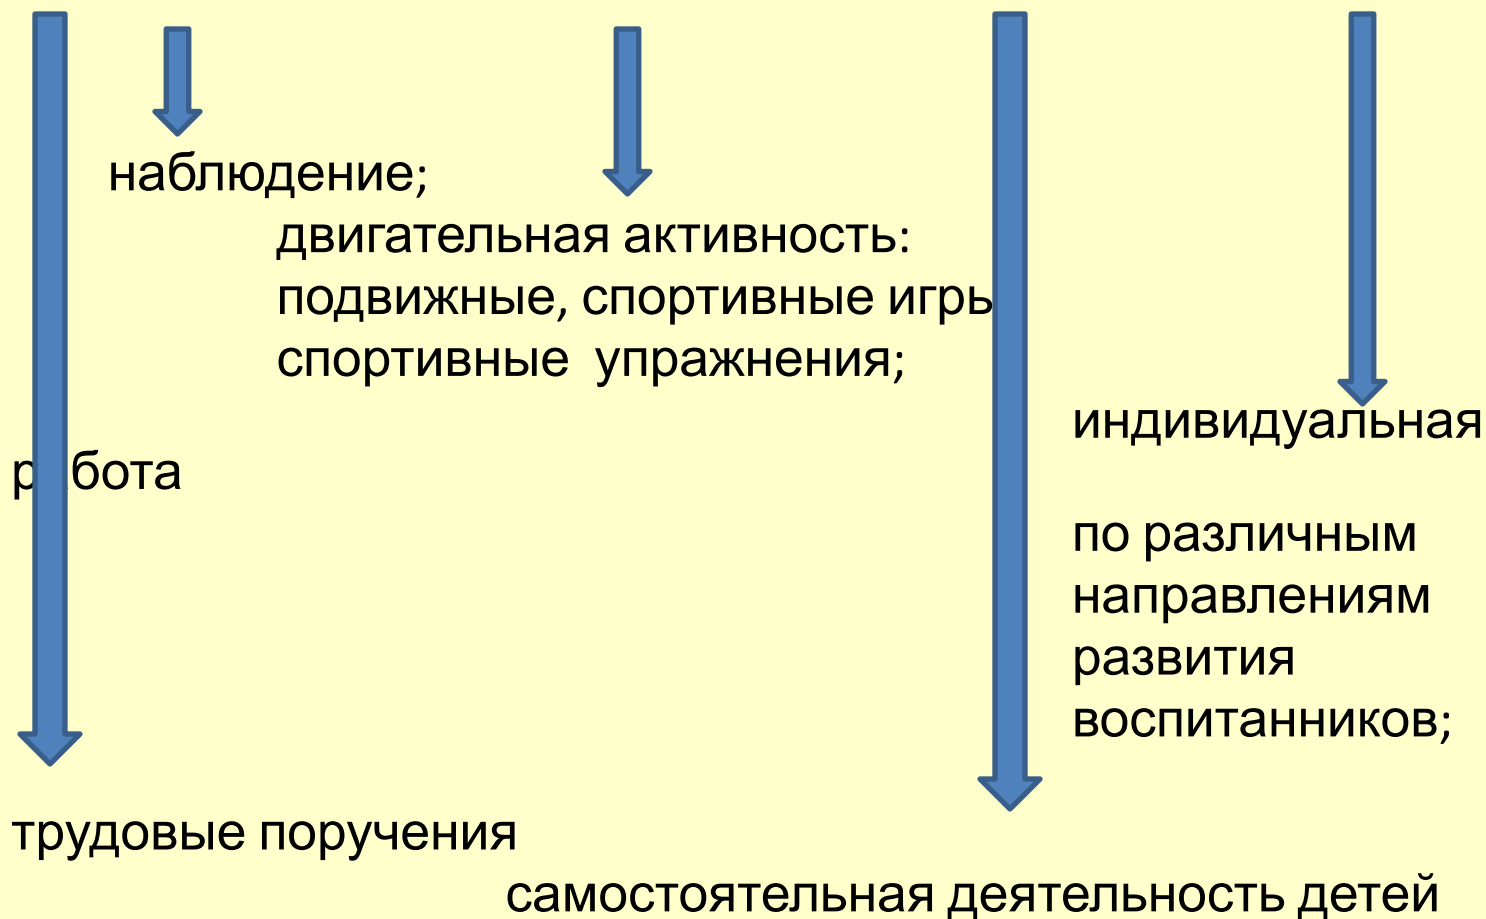 наблюдение;
двигательная активность:
подвижные, спортивные игры
спортивные упражнения;
индивидуальная
работа
по различным
направлениям
развития
воспитанников;
трудовые поручения
самостоятельная деятельность детей